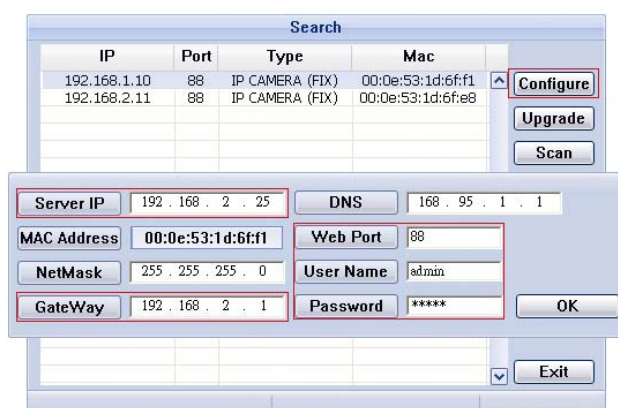 Search
IP Port Type Mac
192.168.1.10 88 IP CAMERA (FIX) 00:0e:53:1d:6f:f1
192.168.2.11 88 IP CAMERA (FIX) 00:0e:53:1d:6f:e8
Configure
Upgrade
Scan
Server IP 192 . 168 . 2 . 25 DNS 168 . 95 . 1 . 1
MAC Address 00:0e:53:1d:6f:f1 Web Port 88
NetMask 255 . 255 . 255 . 0 User Name admin
GateWay 192 . 168 . 2 . 1 Password ***** OK
Exit